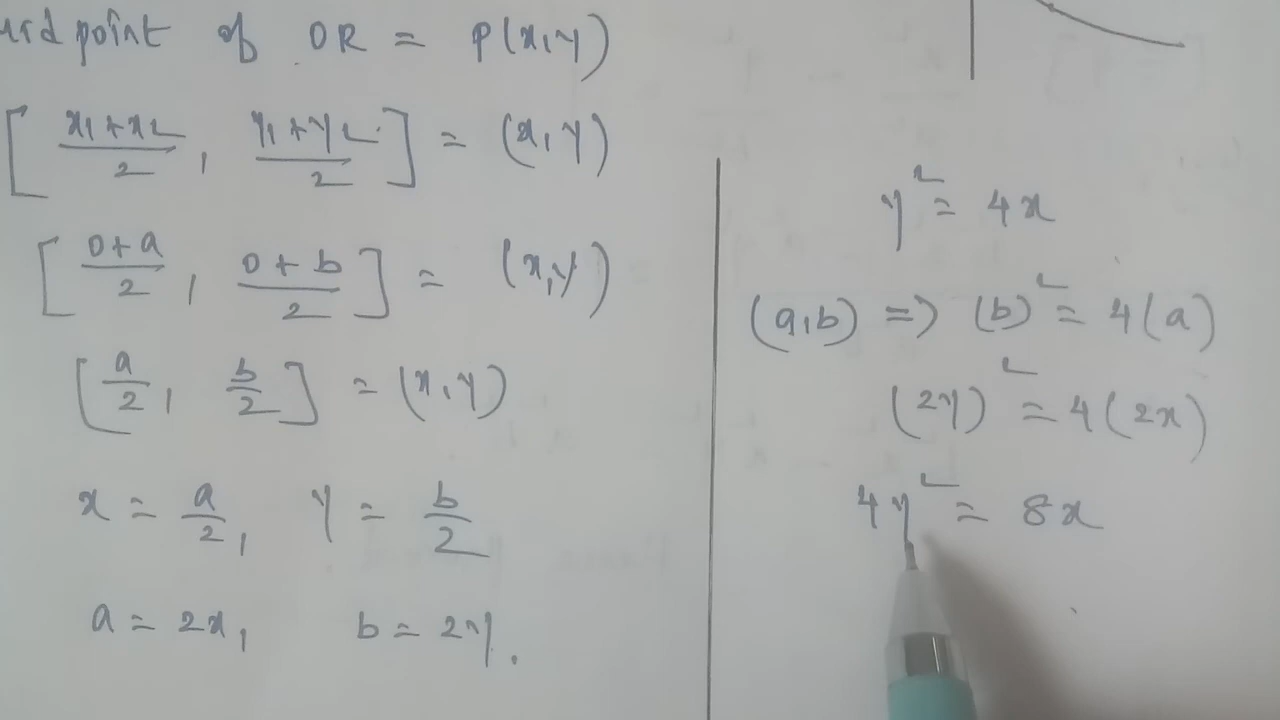 point of OR = P(x,y)
[ x₁+x₂/2 , y₁+y₂/2 ] = (x,y)
[ 0+a/2 , 0+b/2 ] = (x,y)
[ a/2 , b/2 ] = (x,y)
x = a/2, y = b/2
a = 2x, b = 2y.
y² = 4x
(a,b) => (b)² = 4(a)
(2y)² = 4(2x)
4y² = 8x